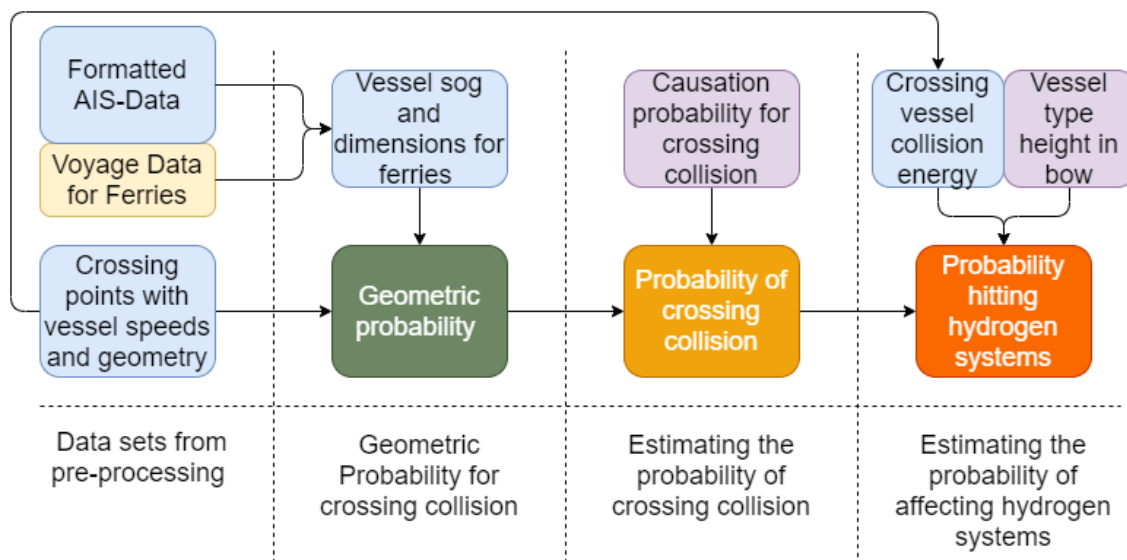 Formatted
AIS-Data
Voyage Data
for Ferries
Crossing
points with
vessel speeds
and geometry
Vessel sog
and
dimensions for
ferries
Geometric
probability
Causation
probability for
crossing
collision
Probability of
crossing
collision
Crossing
vessel
collision
energy
Vessel
type
height in
bow
Probability
hitting
hydrogen
systems
Data sets from
pre-processing
Geometric
Probability for
crossing collision
Estimating the
probability of
crossing collision
Estimating the
probability of
affecting hydrogen
systems